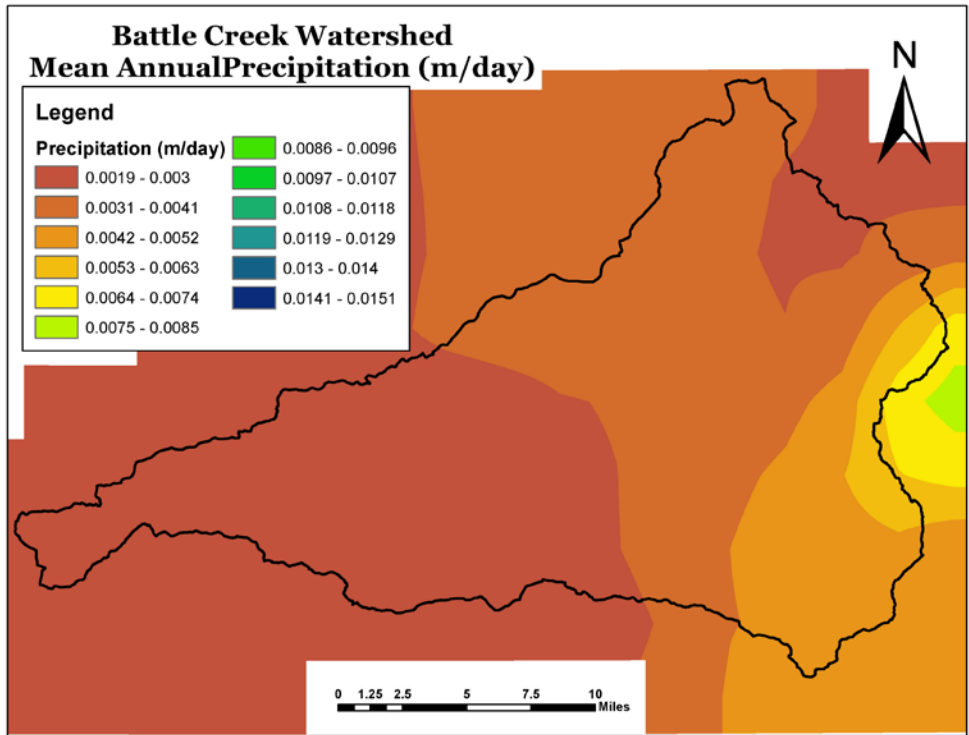 Battle Creek Watershed
Mean AnnualPrecipitation (m/day)
N
Legend
Precipitation (m/day)
0.0019 - 0.003
0.0031 - 0.0041
0.0042 - 0.0052
0.0053 - 0.0063
0.0064 - 0.0074
0.0075 - 0.0085
0.0086 - 0.0096
0.0097 - 0.0107
0.0108 - 0.0118
0.0119 - 0.0129
0.013 - 0.014
0.0141 - 0.0151
0 1.25 2.5 5 7.5 10
Miles